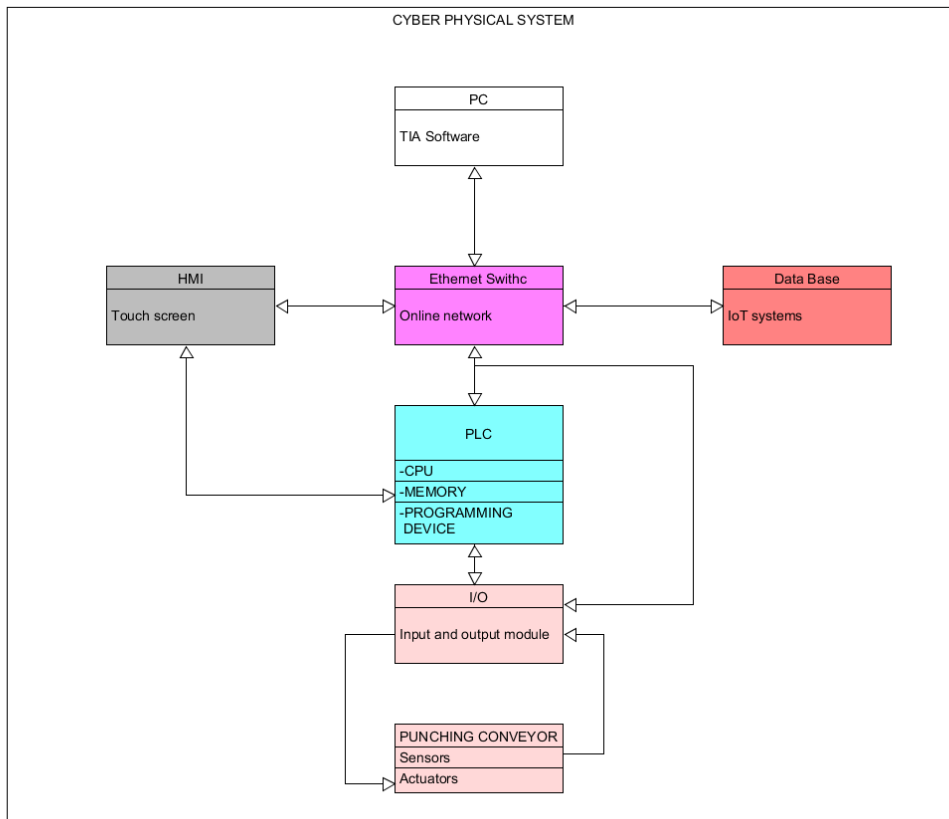 CYBER PHYSICAL SYSTEM
PC
TIA Software
HMI
Touch screen
Ethernet Swithc
Online network
Data Base
IoT systems
PLC
-CPU
-MEMORY
-PROGRAMMING
DEVICE
I/O
Input and output module
PUNCHING CONVEYOR
Sensors
Actuators